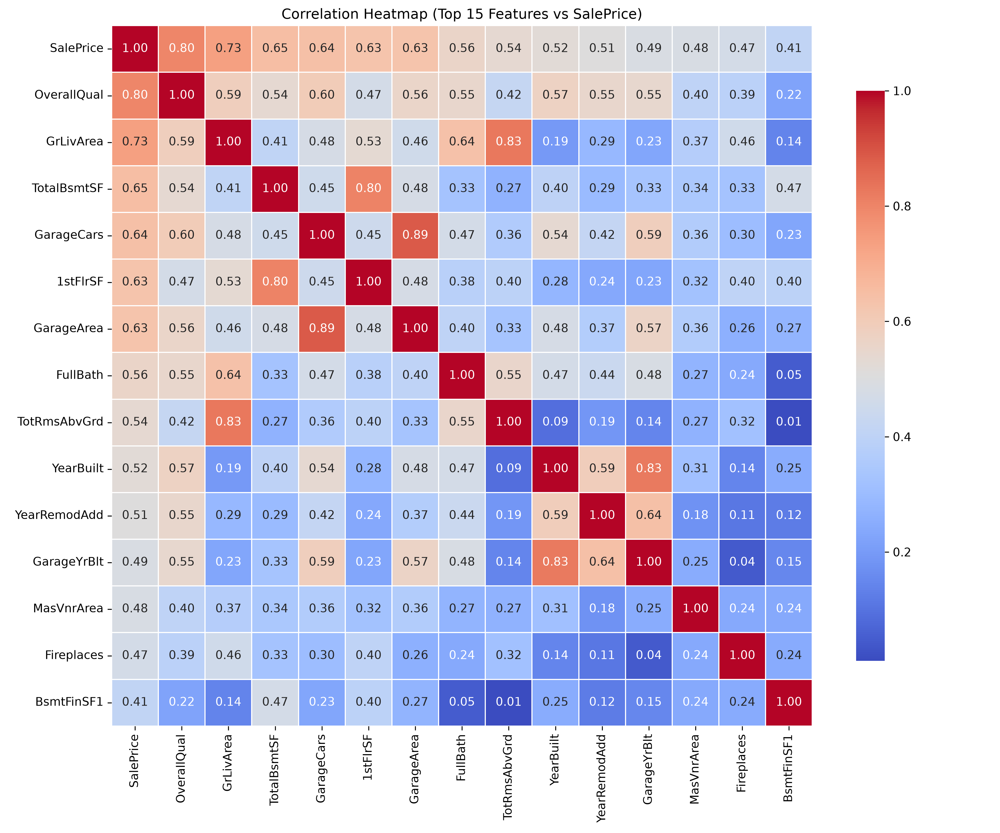 Correlation Heatmap (Top 15 Features vs SalePrice)
SalePrice 1.00 0.80 0.73 0.65 0.64 0.63 0.63 0.56 0.54 0.52 0.51 0.49 0.48 0.47 0.41
OverallQual 0.80 1.00 0.59 0.54 0.60 0.47 0.56 0.55 0.42 0.57 0.55 0.55 0.40 0.39 0.22
GrLivArea 0.73 0.59 1.00 0.41 0.48 0.53 0.46 0.64 0.83 0.19 0.29 0.23 0.37 0.46 0.14
TotalBsmtSF 0.65 0.54 0.41 1.00 0.45 0.80 0.48 0.33 0.27 0.40 0.29 0.33 0.34 0.33 0.47
GarageCars 0.64 0.60 0.48 0.45 1.00 0.45 0.89 0.47 0.36 0.54 0.42 0.59 0.36 0.30 0.23
1stFlrSF 0.63 0.47 0.53 0.80 0.45 1.00 0.48 0.38 0.40 0.28 0.24 0.23 0.32 0.40 0.40
GarageArea 0.63 0.56 0.46 0.48 0.89 0.48 1.00 0.40 0.33 0.48 0.37 0.57 0.36 0.26 0.27
FullBath 0.56 0.55 0.64 0.33 0.47 0.38 0.40 1.00 0.55 0.47 0.44 0.48 0.27 0.24 0.05
TotRmsAbvGrd 0.54 0.42 0.83 0.27 0.36 0.40 0.33 0.55 1.00 0.09 0.19 0.14 0.27 0.32 0.01
YearBuilt 0.52 0.57 0.19 0.40 0.54 0.28 0.48 0.47 0.09 1.00 0.59 0.83 0.31 0.14 0.25
YearRemodAdd 0.51 0.55 0.29 0.29 0.42 0.24 0.37 0.44 0.19 0.59 1.00 0.64 0.18 0.11 0.12
GarageYrBlt 0.49 0.55 0.23 0.33 0.59 0.23 0.57 0.48 0.14 0.83 0.64 1.00 0.25 0.04 0.15
MasVnrArea 0.48 0.40 0.37 0.34 0.36 0.32 0.36 0.27 0.27 0.31 0.18 0.25 1.00 0.24 0.24
Fireplaces 0.47 0.39 0.46 0.33 0.30 0.40 0.26 0.24 0.32 0.14 0.11 0.04 0.24 1.00 0.24
BsmtFinSF1 0.41 0.22 0.14 0.47 0.23 0.40 0.27 0.05 0.01 0.25 0.12 0.15 0.24 0.24 1.00
SalePrice
OverallQual
GrLivArea
TotalBsmtSF
GarageCars
1stFlrSF
GarageArea
FullBath
TotRmsAbvGrd
YearBuilt
YearRemodAdd
GarageYrBlt
MasVnrArea
Fireplaces
BsmtFinSF1
1.0
0.8
0.6
0.4
0.2